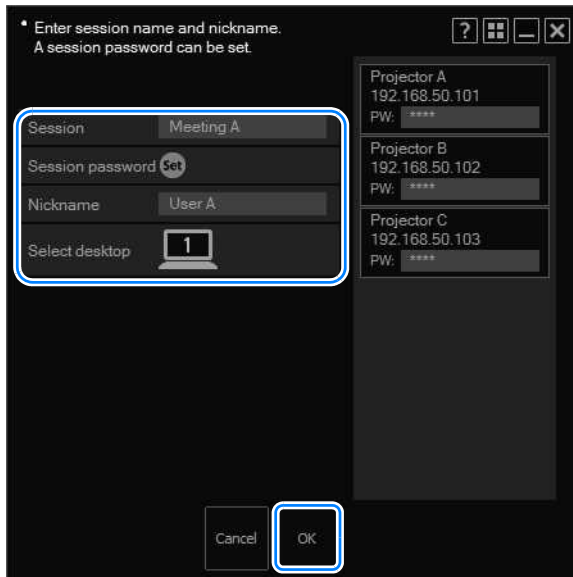 • Enter session name and nickname.
A session password can be set.
?
Session Meeting A
Session password Set
Nickname User A
Select desktop 1
Projector A
192.168.50.101
PW: ****
Projector B
192.168.50.102
PW: ****
Projector C
192.168.50.103
PW: ****
Cancel OK